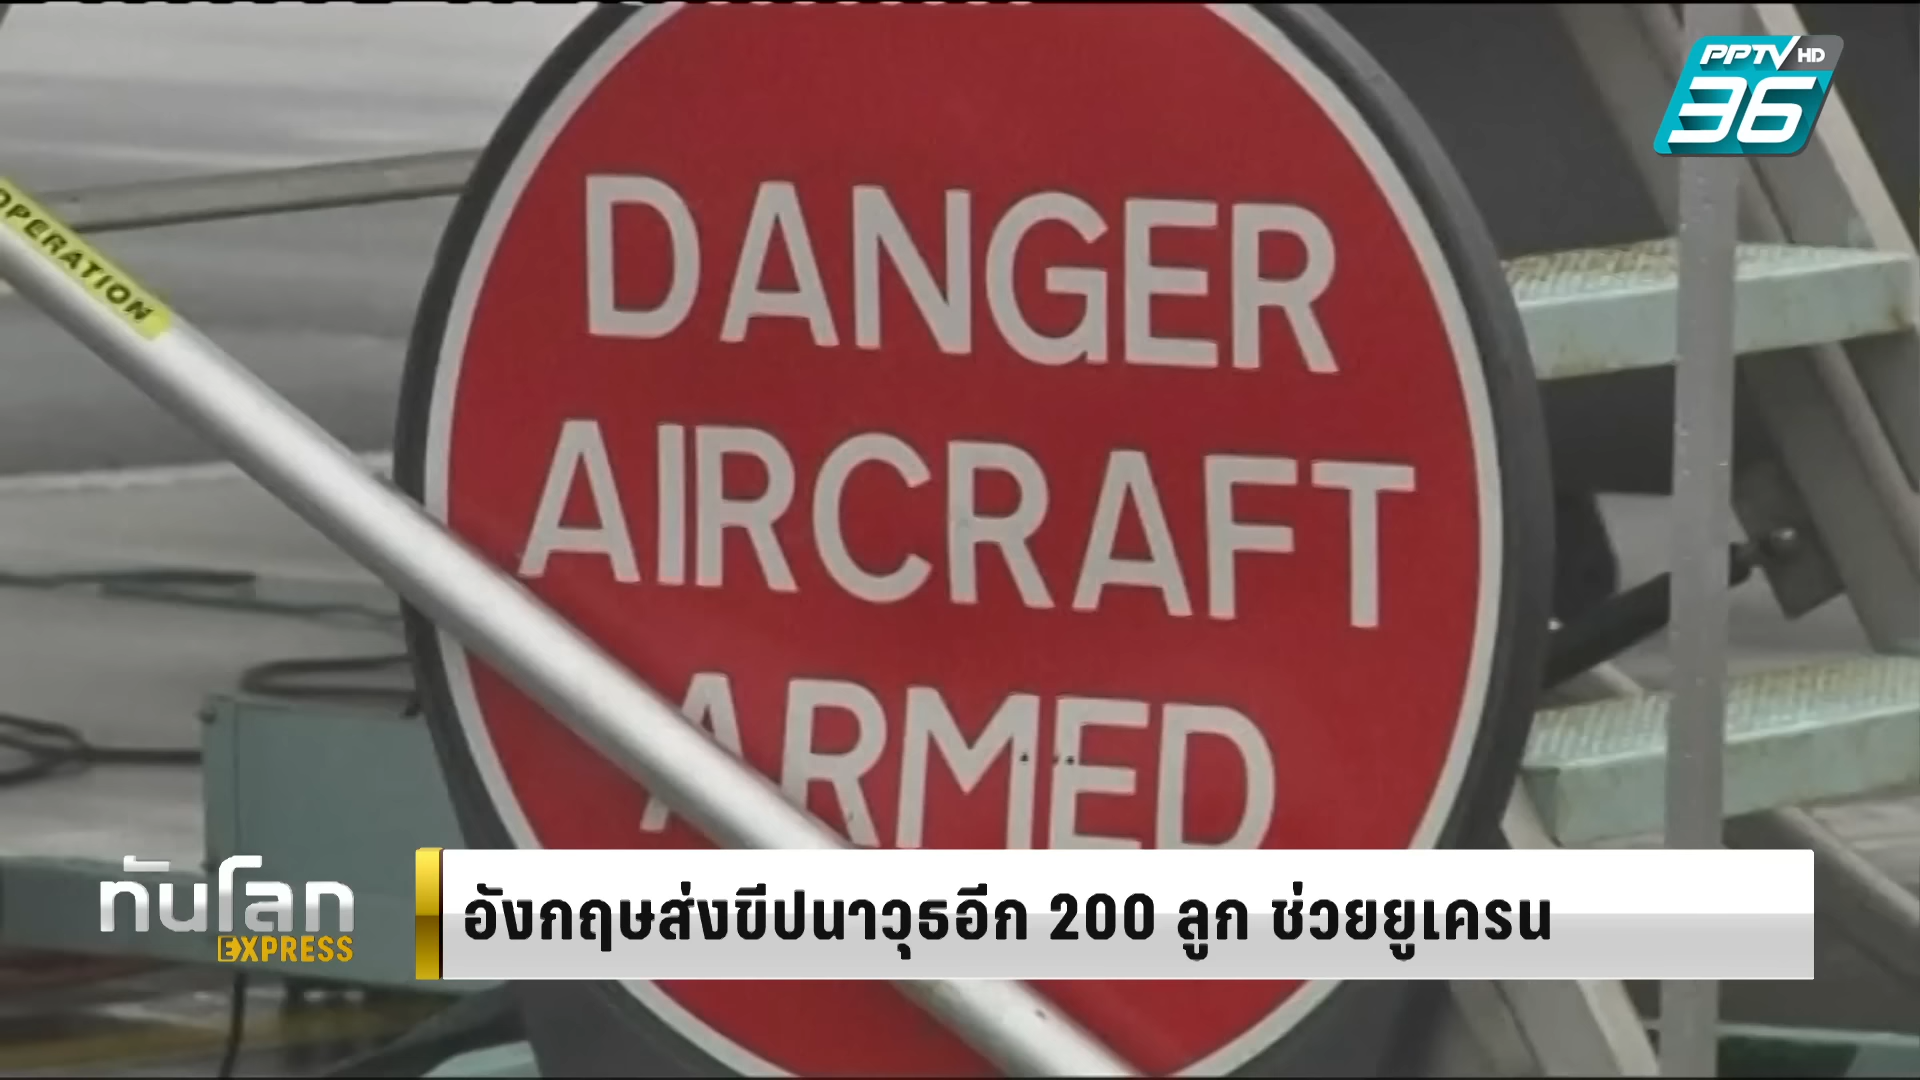 PPTV HD
36
OPERATION
DANGER
AIRCRAFT
ARMED
ทันโลก
EXPRESS
อังกฤษส่งขีปนาวุธอีก 200 ลูก ช่วยยูเครน